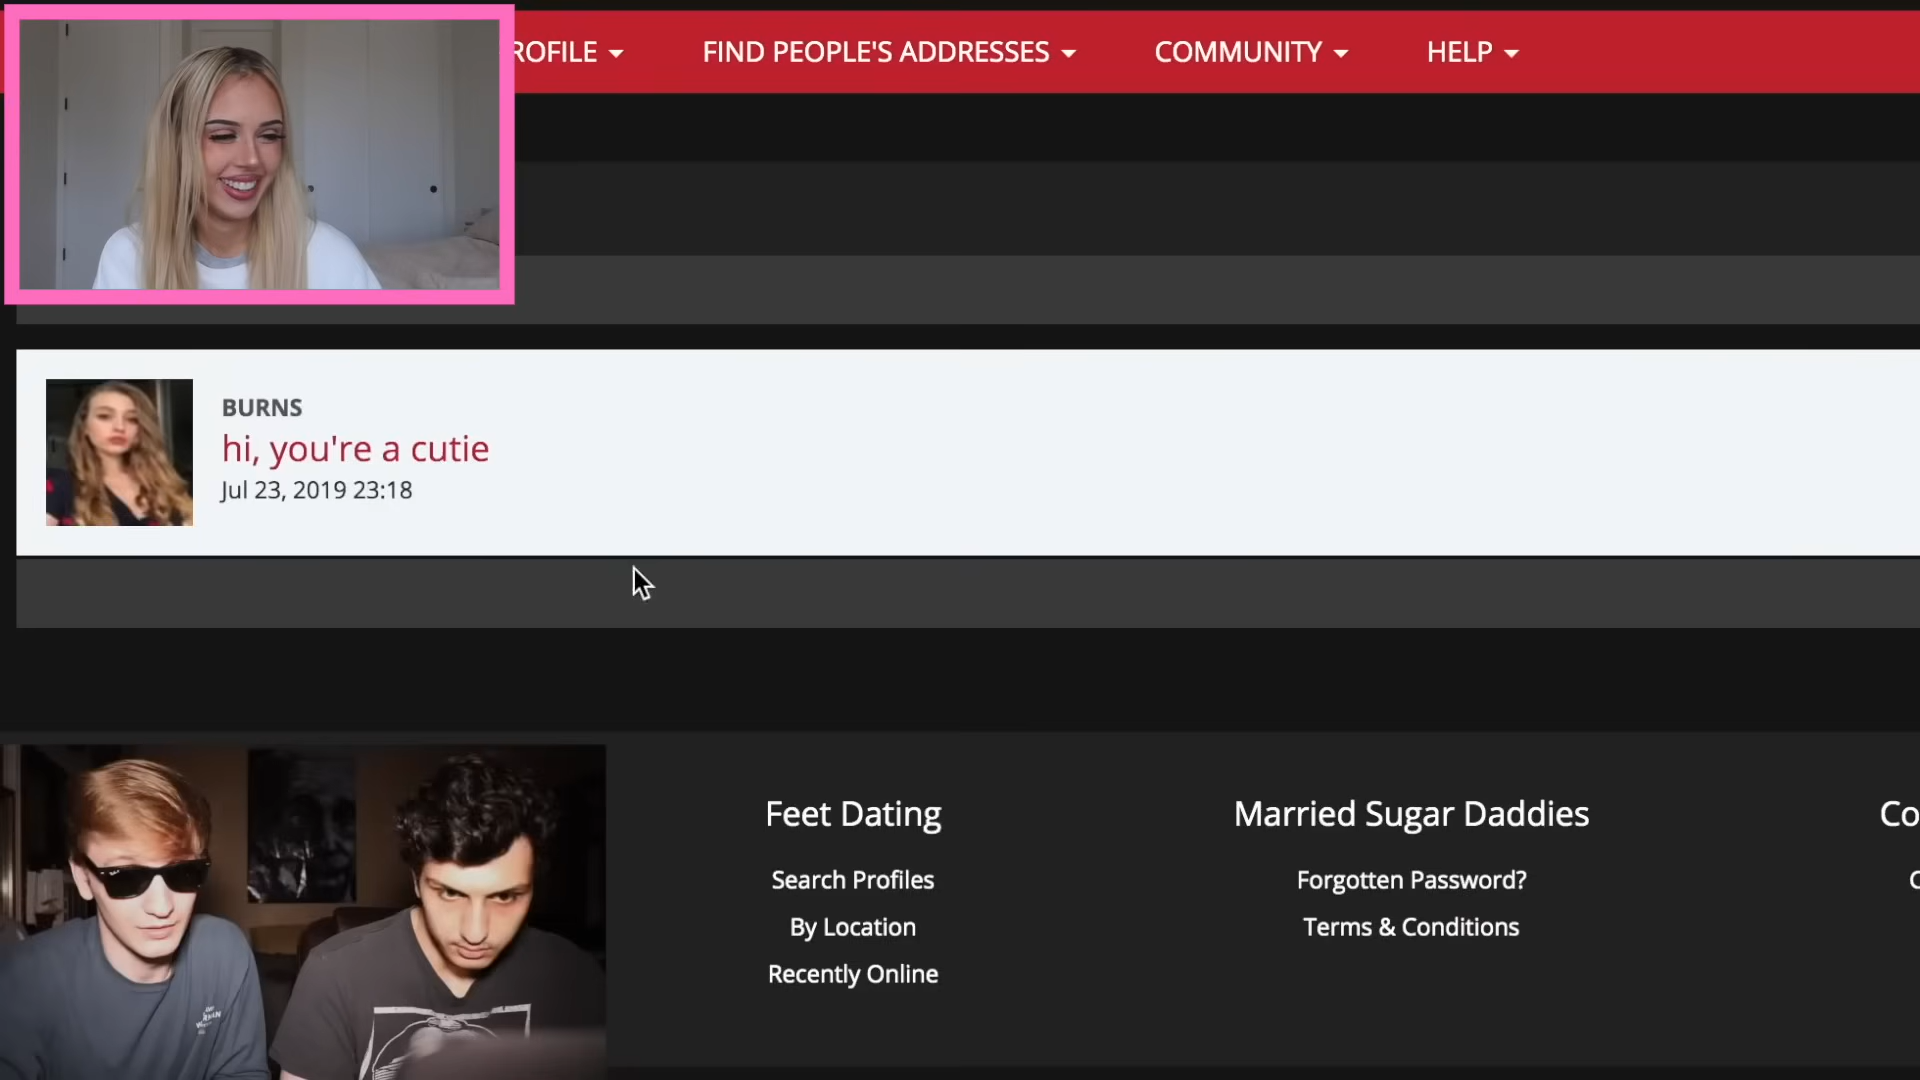 ROFILE
FIND PEOPLE'S ADDRESSES
COMMUNITY
HELP
BURNS
hi, you're a cutie
Jul 23, 2019 23:18
Feet Dating
Married Sugar Daddies
Co
Search Profiles
Forgotten Password?
By Location
Terms & Conditions
Recently Online